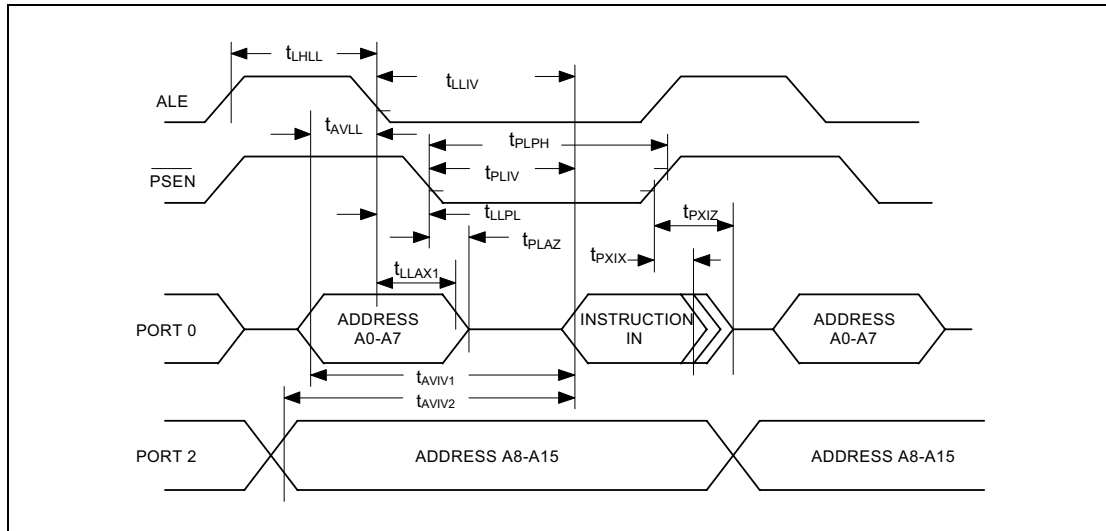 tLHLL
tLLIV
ALE
tAVLL
tPLPH
PSEN
tPLIV
tLLPL
tPXIZ
tPLAZ
tPXIX
tLLAX1
PORT 0
ADDRESS
A0-A7
INSTRUCTION
IN
ADDRESS
A0-A7
tAVIV1
tAVIV2
PORT 2
ADDRESS A8-A15
ADDRESS A8-A15